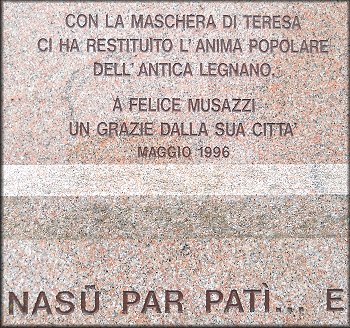 CON LA MASCHERA DI TERESA
CI HA RESTITUITO L'ANIMA POPOLARE
DELL'ANTICA LEGNANO.
A FELICE MUSAZZI
UN GRAZIE DALLA SUA CITTA'
MAGGIO 1996
NASÜ PAR PATÌ... E